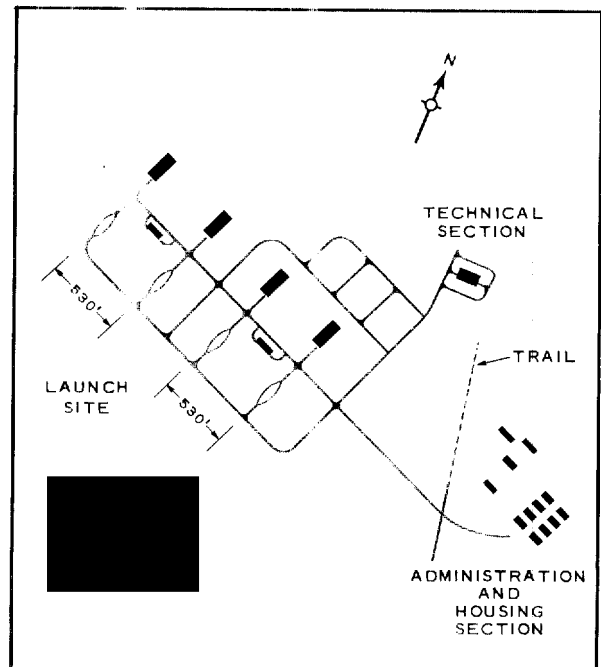 N
TECHNICAL
SECTION
530'
TRAIL
LAUNCH
SITE
530'
ADMINISTRATION
AND
HOUSING
SECTION